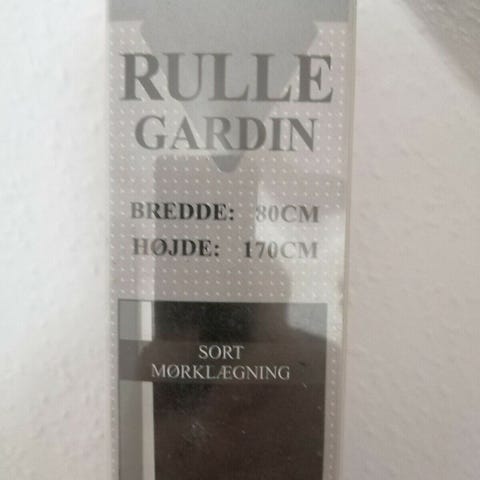 RULLE
GARDIN
BREDDE: 80CM
HØJDE: 170CM
SORT
MØRKLÆGNING